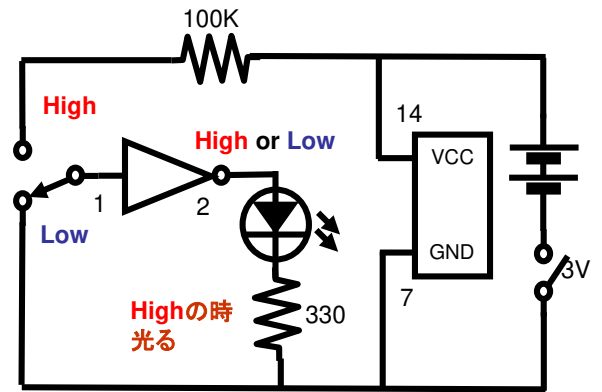 100K
High
High or Low
14
VCC
1
2
Low
GND
3V
7
Highの時
光る
330